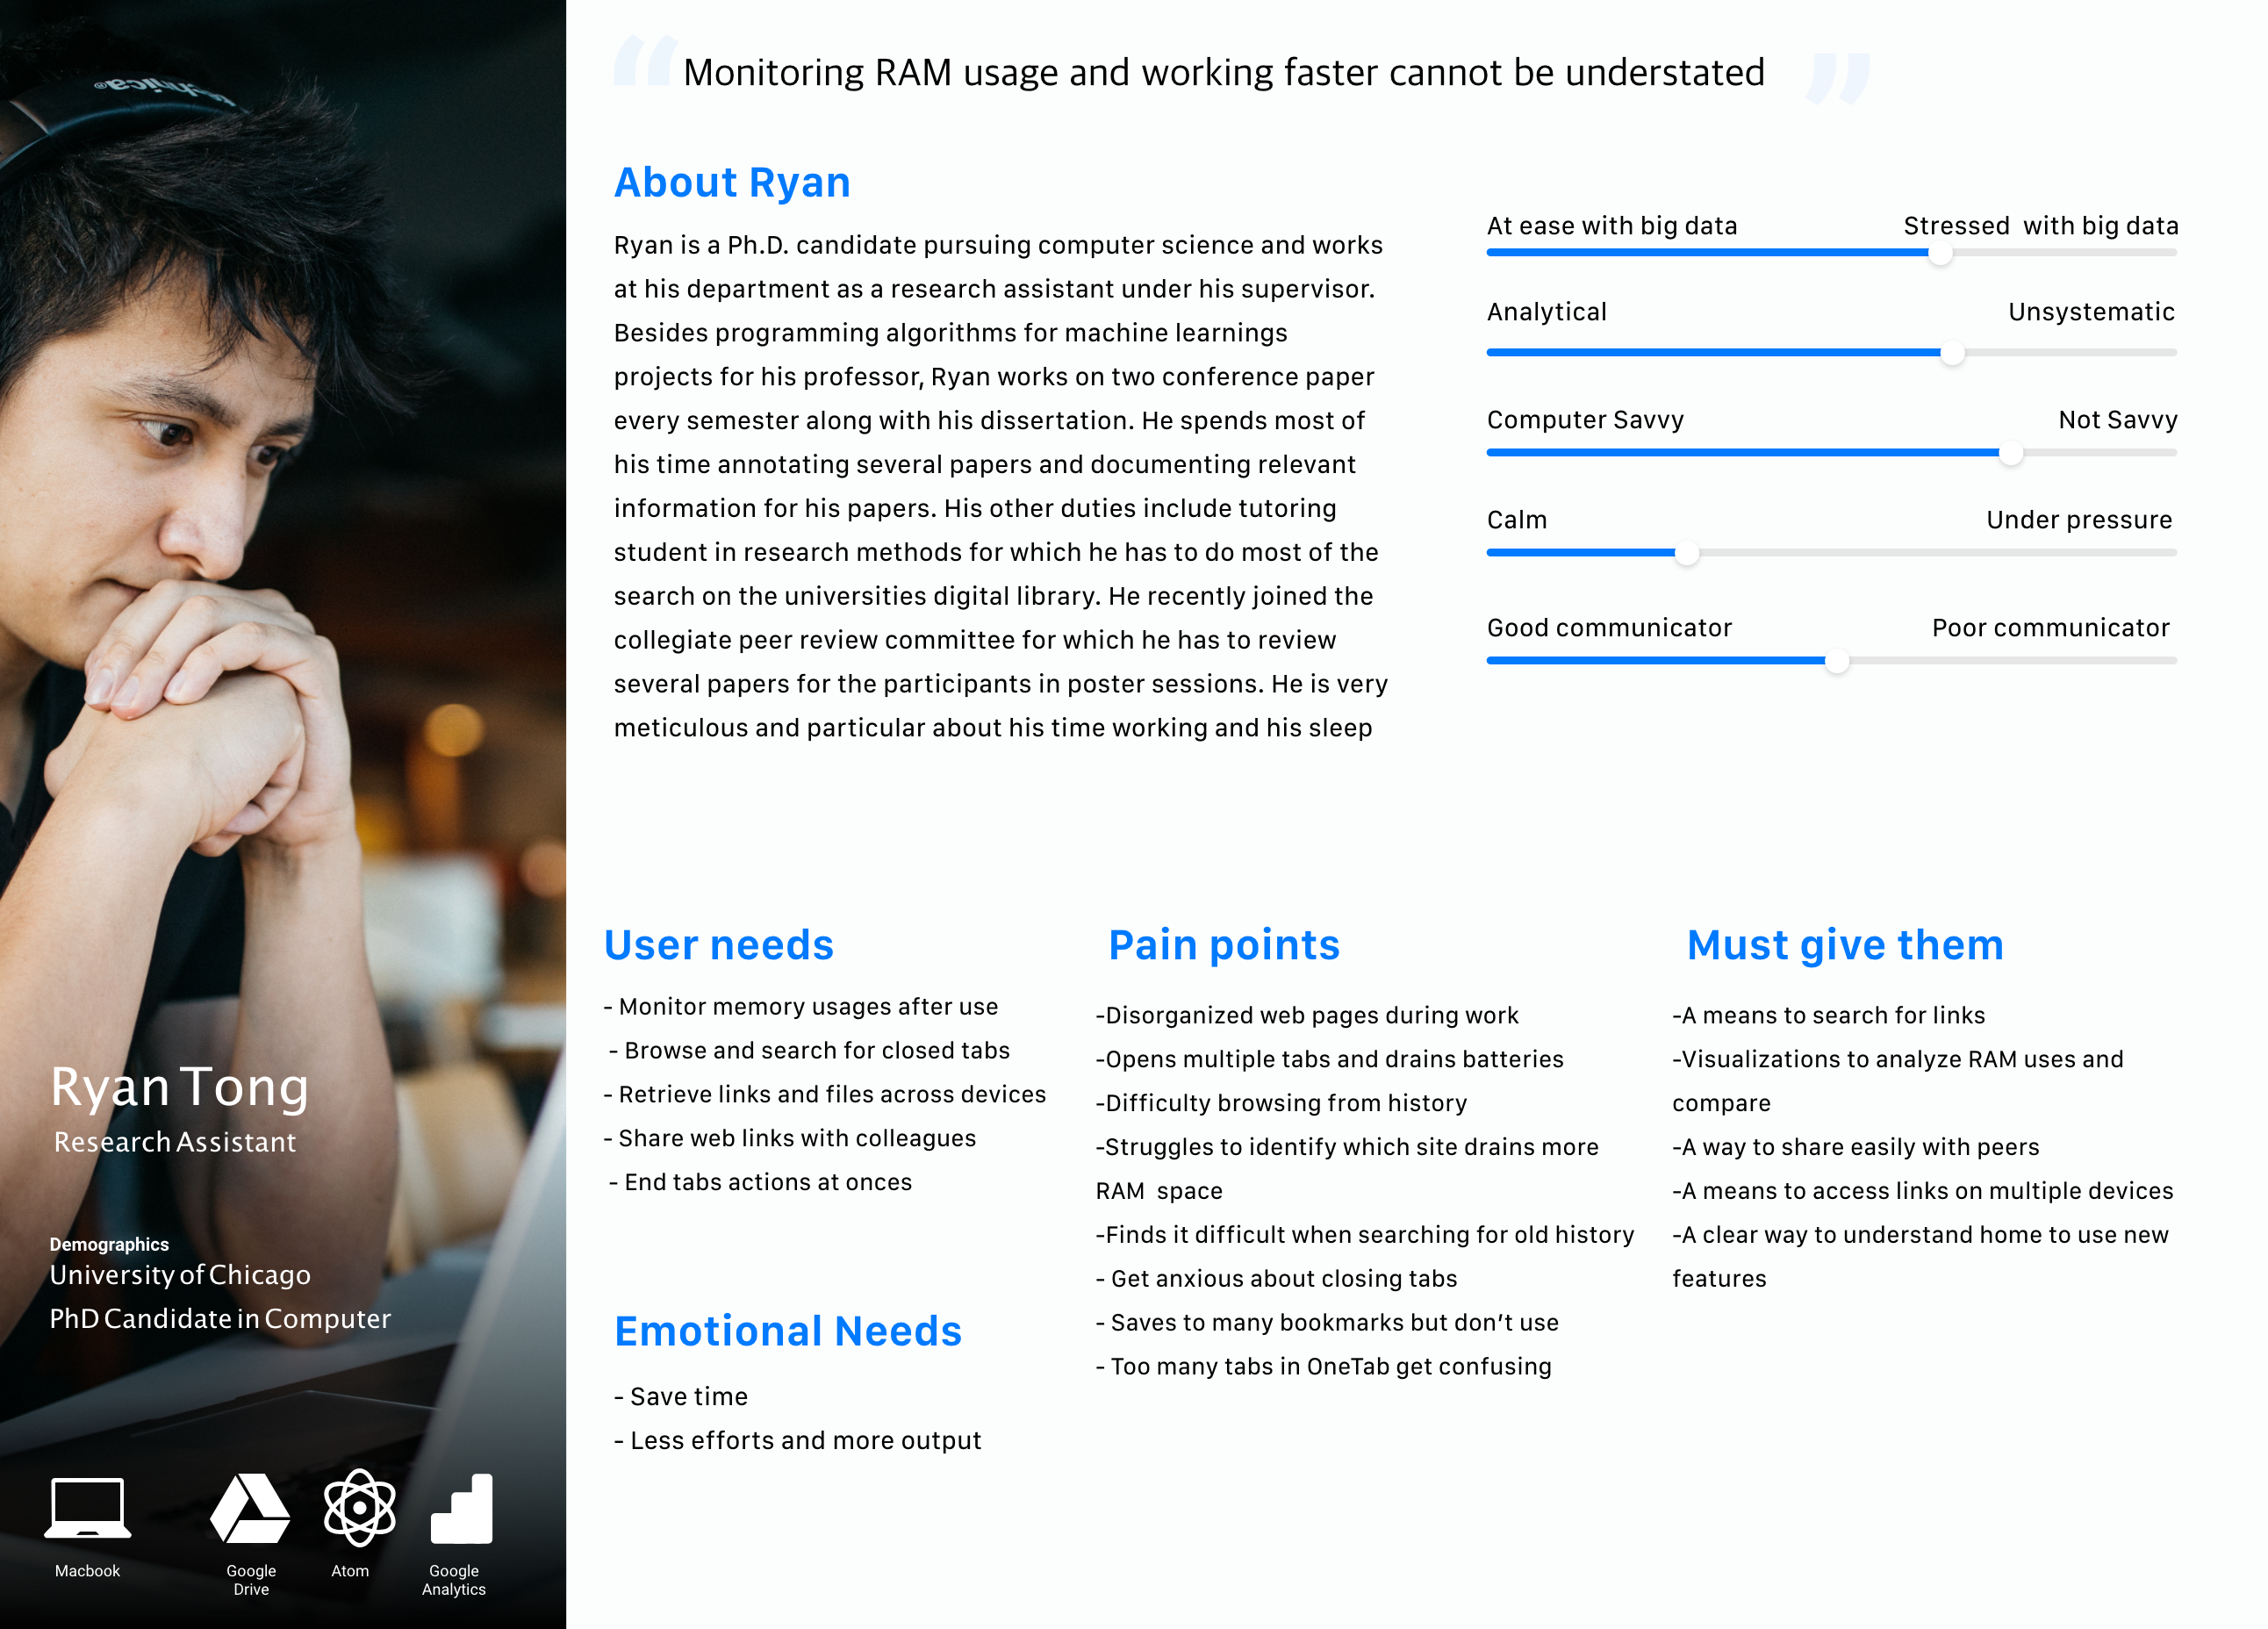 technica®
Ryan Tong
Research Assistant
Demographics
University of Chicago
PhD Candidate in Computer
Macbook
Google
Drive
Atom
Google
Analytics
“ Monitoring RAM usage and working faster cannot be understated ”
About Ryan
Ryan is a Ph.D. candidate pursuing computer science and works
at his department as a research assistant under his supervisor.
Besides programming algorithms for machine learnings
projects for his professor, Ryan works on two conference paper
every semester along with his dissertation. He spends most of
his time annotating several papers and documenting relevant
information for his papers. His other duties include tutoring
student in research methods for which he has to do most of the
search on the universities digital library. He recently joined the
collegiate peer review committee for which he has to review
several papers for the participants in poster sessions. He is very
meticulous and particular about his time working and his sleep
At ease with big data Stressed with big data
Analytical Unsystematic
Computer Savvy Not Savvy
Calm Under pressure
Good communicator Poor communicator
User needs
- Monitor memory usages after use
- Browse and search for closed tabs
- Retrieve links and files across devices
- Share web links with colleagues
- End tabs actions at onces
Emotional Needs
- Save time
- Less efforts and more output
Pain points
-Disorganized web pages during work
-Opens multiple tabs and drains batteries
-Difficulty browsing from history
-Struggles to identify which site drains more
RAM space
-Finds it difficult when searching for old history
- Get anxious about closing tabs
- Saves to many bookmarks but don’t use
- Too many tabs in OneTab get confusing
Must give them
-A means to search for links
-Visualizations to analyze RAM uses and
compare
-A way to share easily with peers
-A means to access links on multiple devices
-A clear way to understand home to use new
features